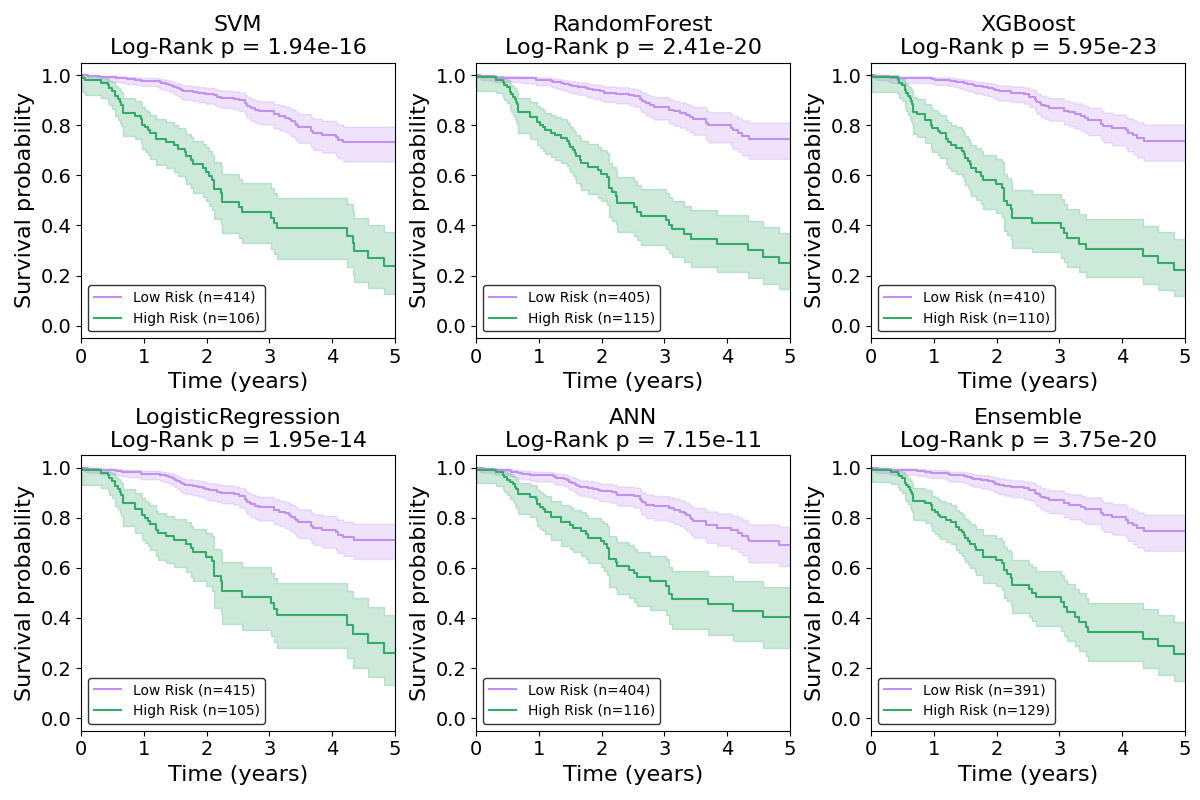 SVM
Log-Rank p = 1.94e-16
Survival probability
1.0
0.8
0.6
0.4
0.2
0.0
Low Risk (n=414)
High Risk (n=106)
0 1 2 3 4 5
Time (years)
RandomForest
Log-Rank p = 2.41e-20
Survival probability
1.0
0.8
0.6
0.4
0.2
0.0
Low Risk (n=405)
High Risk (n=115)
0 1 2 3 4 5
Time (years)
XGBoost
Log-Rank p = 5.95e-23
Survival probability
1.0
0.8
0.6
0.4
0.2
0.0
Low Risk (n=410)
High Risk (n=110)
0 1 2 3 4 5
Time (years)
LogisticRegression
Log-Rank p = 1.95e-14
Survival probability
1.0
0.8
0.6
0.4
0.2
0.0
Low Risk (n=415)
High Risk (n=105)
0 1 2 3 4 5
Time (years)
ANN
Log-Rank p = 7.15e-11
Survival probability
1.0
0.8
0.6
0.4
0.2
0.0
Low Risk (n=404)
High Risk (n=116)
0 1 2 3 4 5
Time (years)
Ensemble
Log-Rank p = 3.75e-20
Survival probability
1.0
0.8
0.6
0.4
0.2
0.0
Low Risk (n=391)
High Risk (n=129)
0 1 2 3 4 5
Time (years)